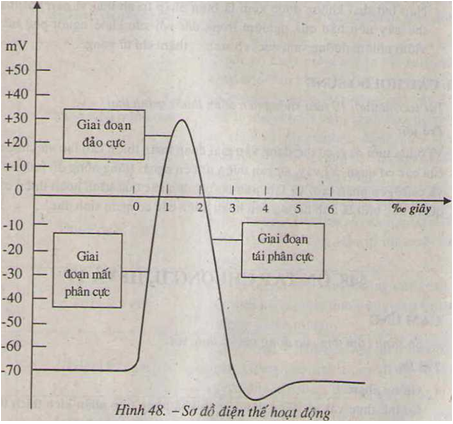 mV
+50
+40
+30
+20
+10
0
-10
-20
-30
-40
-50
-60
-70
Giai đoạn
đảo cực
Giai
đoạn mất
phân cực
Giai đoạn
tái phân cực
0 1 2 3 4 5 6 ‰ giây
Hình 48. – Sơ đồ điện thế hoạt động